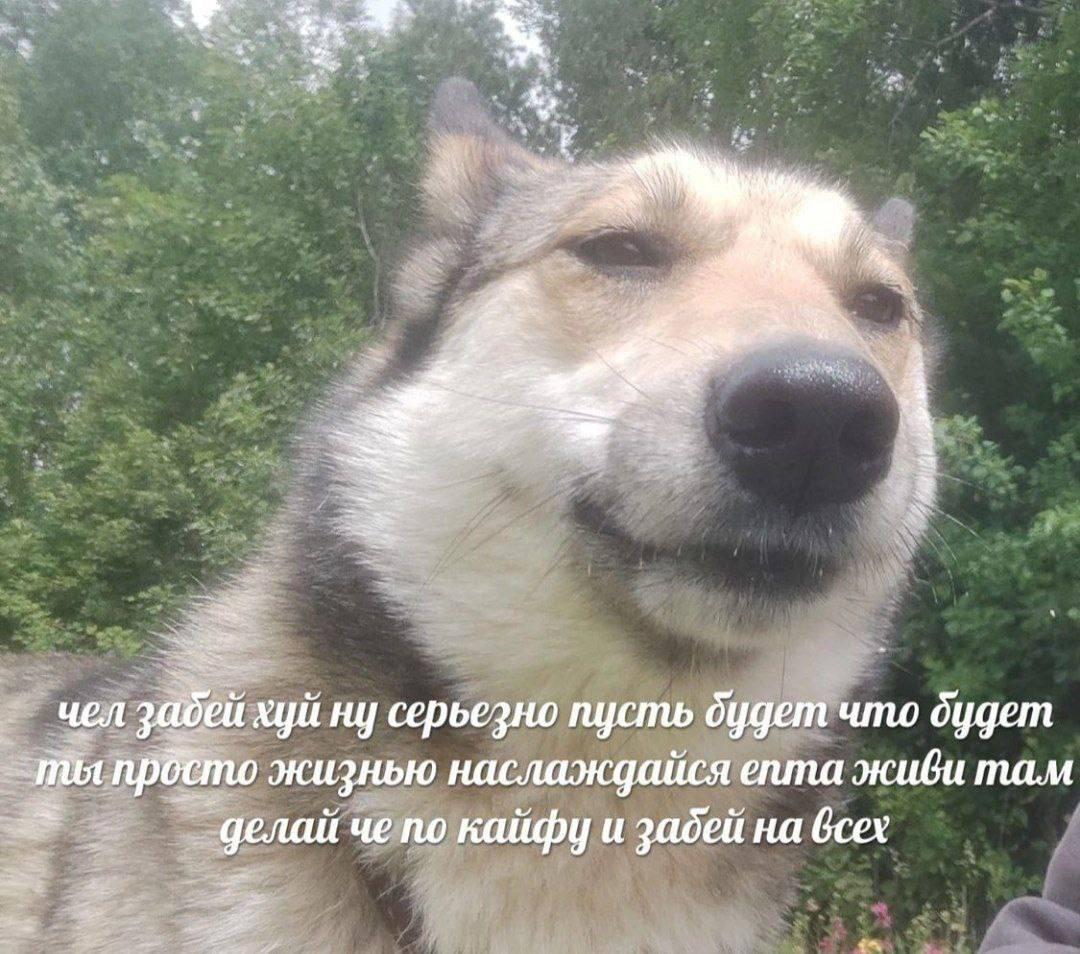 чел забей хуй ну серьезно пусть будет что будет
ты просто жизнью наслаждайся епта живи там
делай че по кайфу и забей на всех